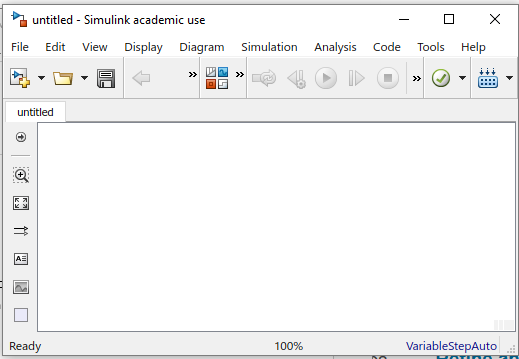 untitled - Simulink academic use
File Edit View Display Diagram Simulation Analysis Code Tools Help
untitled
Ready 100% VariableStepAuto